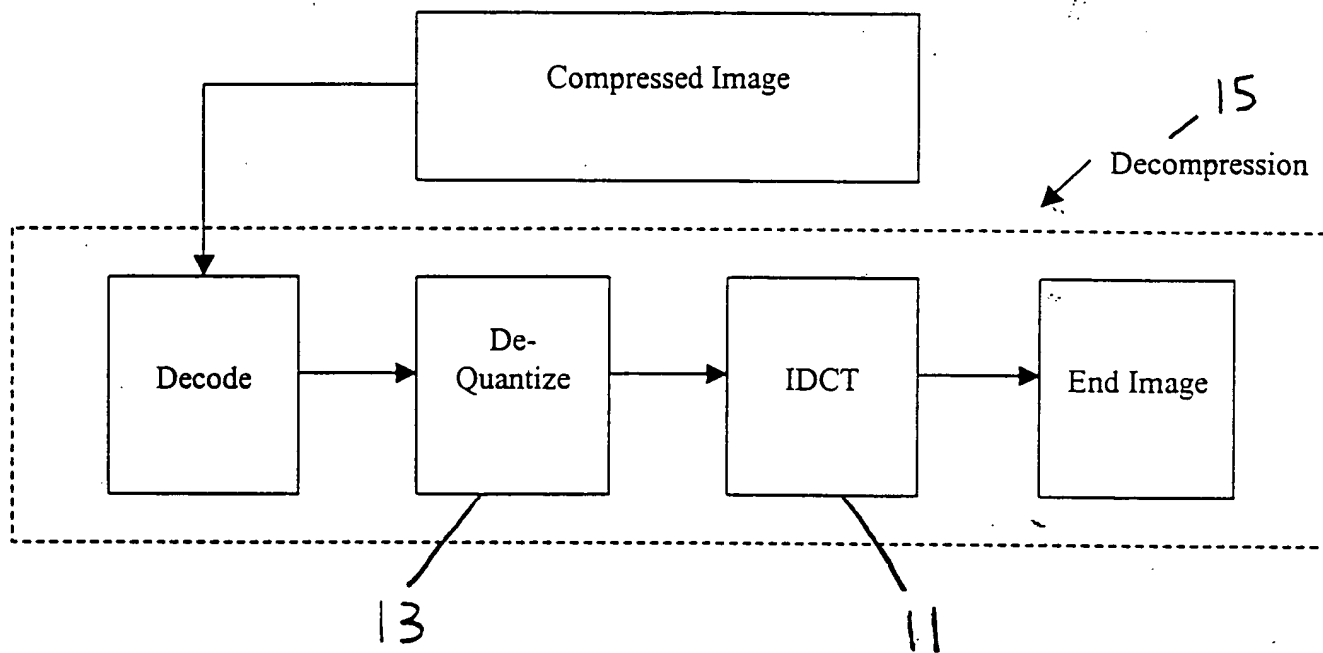 Compressed Image
15
Decompression
Decode
De-
Quantize
IDCT
End Image
13
11